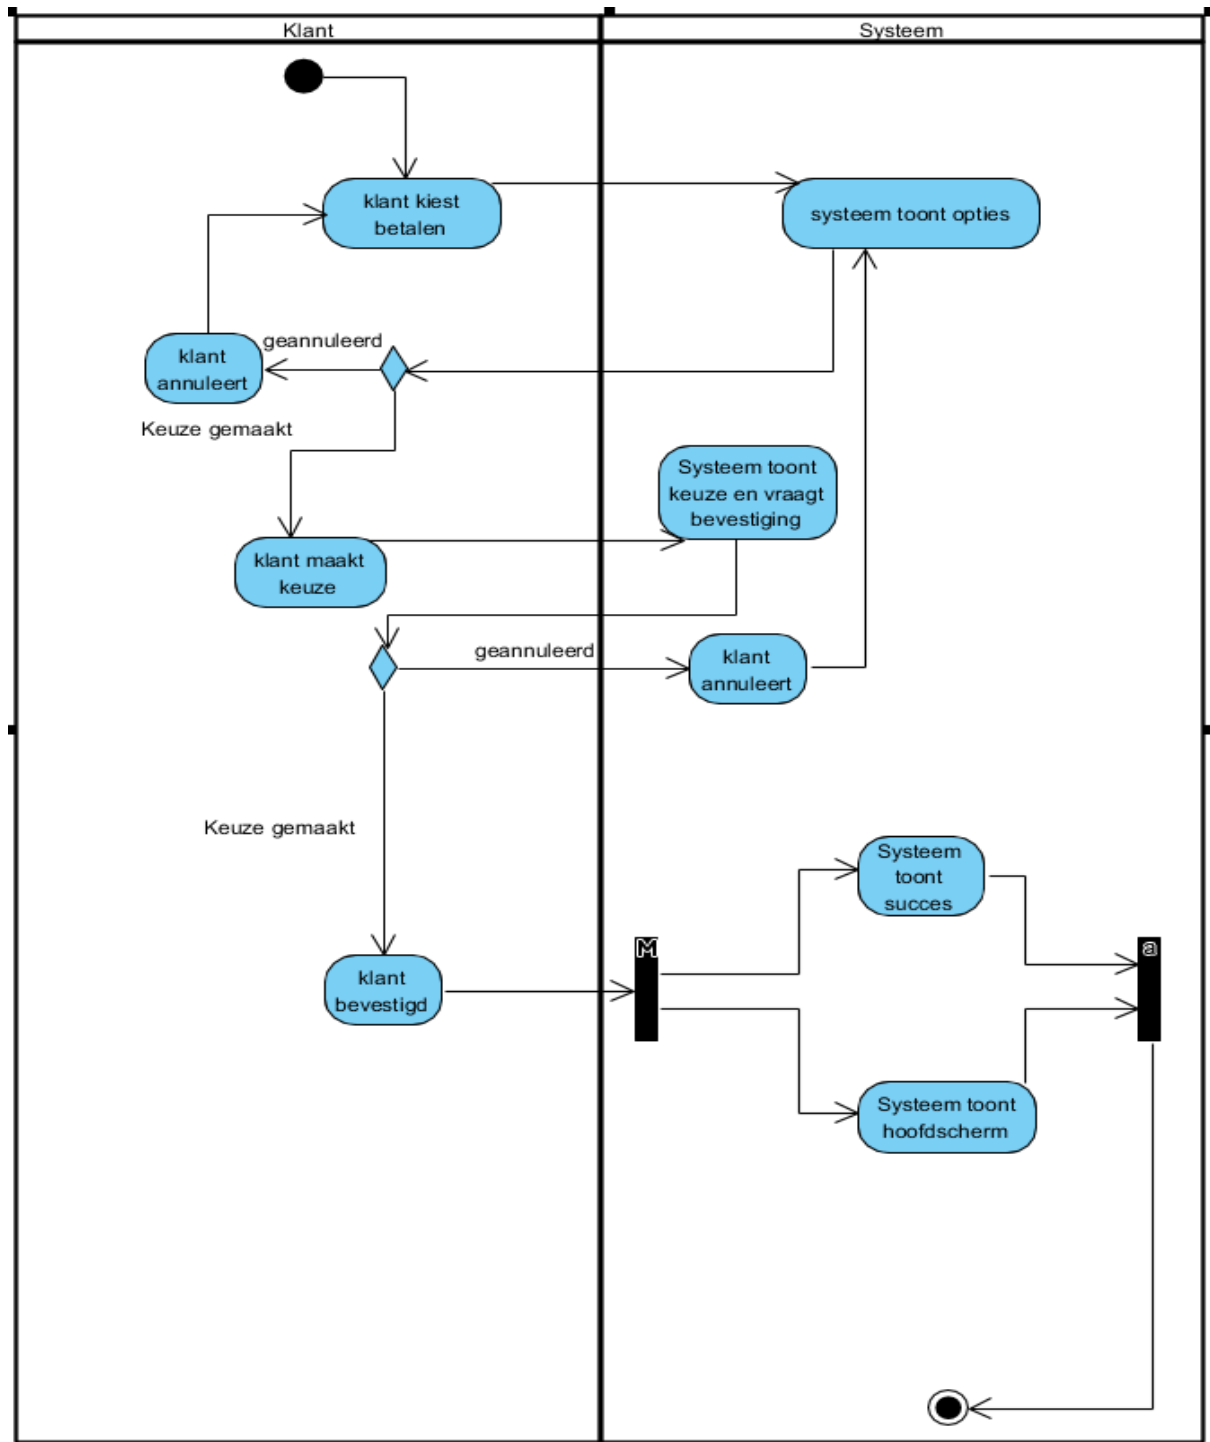 Klant
Systeem
klant kiest
betalen
systeem toont opties
geannuleerd
klant
annuleert
Keuze gemaakt
Systeem toont
keuze en vraagt
bevestiging
klant maakt
keuze
geannuleerd
klant
annuleert
Keuze gemaakt
Systeem
toont
succes
M
a
klant
bevestigd
Systeem toont
hoofdscherm